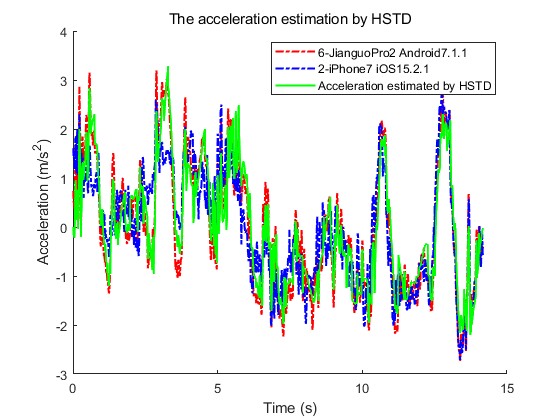 The acceleration estimation by HSTD
6-JianguoPro2 Android7.1.1
2-iPhone7 iOS15.2.1
Acceleration estimated by HSTD
Acceleration (m/s²)
4
3
2
1
0
-1
-2
-3
0 5 10 15
Time (s)